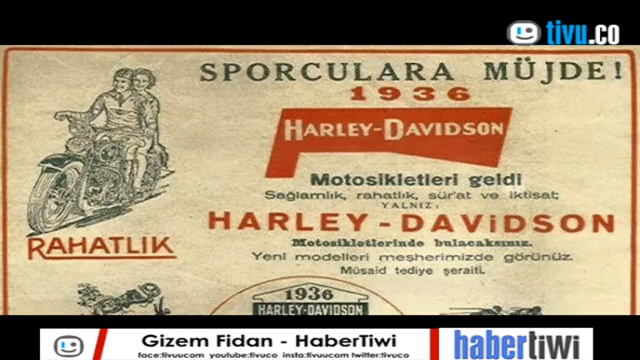 tivu.co
SPORCULARA MÜJDE!
1936
HARLEY-DAVIDSON
Motosikletleri geldi
Sağlamlık, rahatlık, sür'at ve iktisat;
YALNIZ:
HARLEY-DAVİDSON
Motosikletlerinde bulacaksınız.
Yeni modelleri meşherimizde görünüz.
Müsaid tediye şeraiti.
RAHATLIK
1936
HARLEY-DAVIDSON
Gizem Fidan - HaberTiwi
face:tivuucom youtube:tivuco insta:tivuucom twitter:tivuco
habertiwi